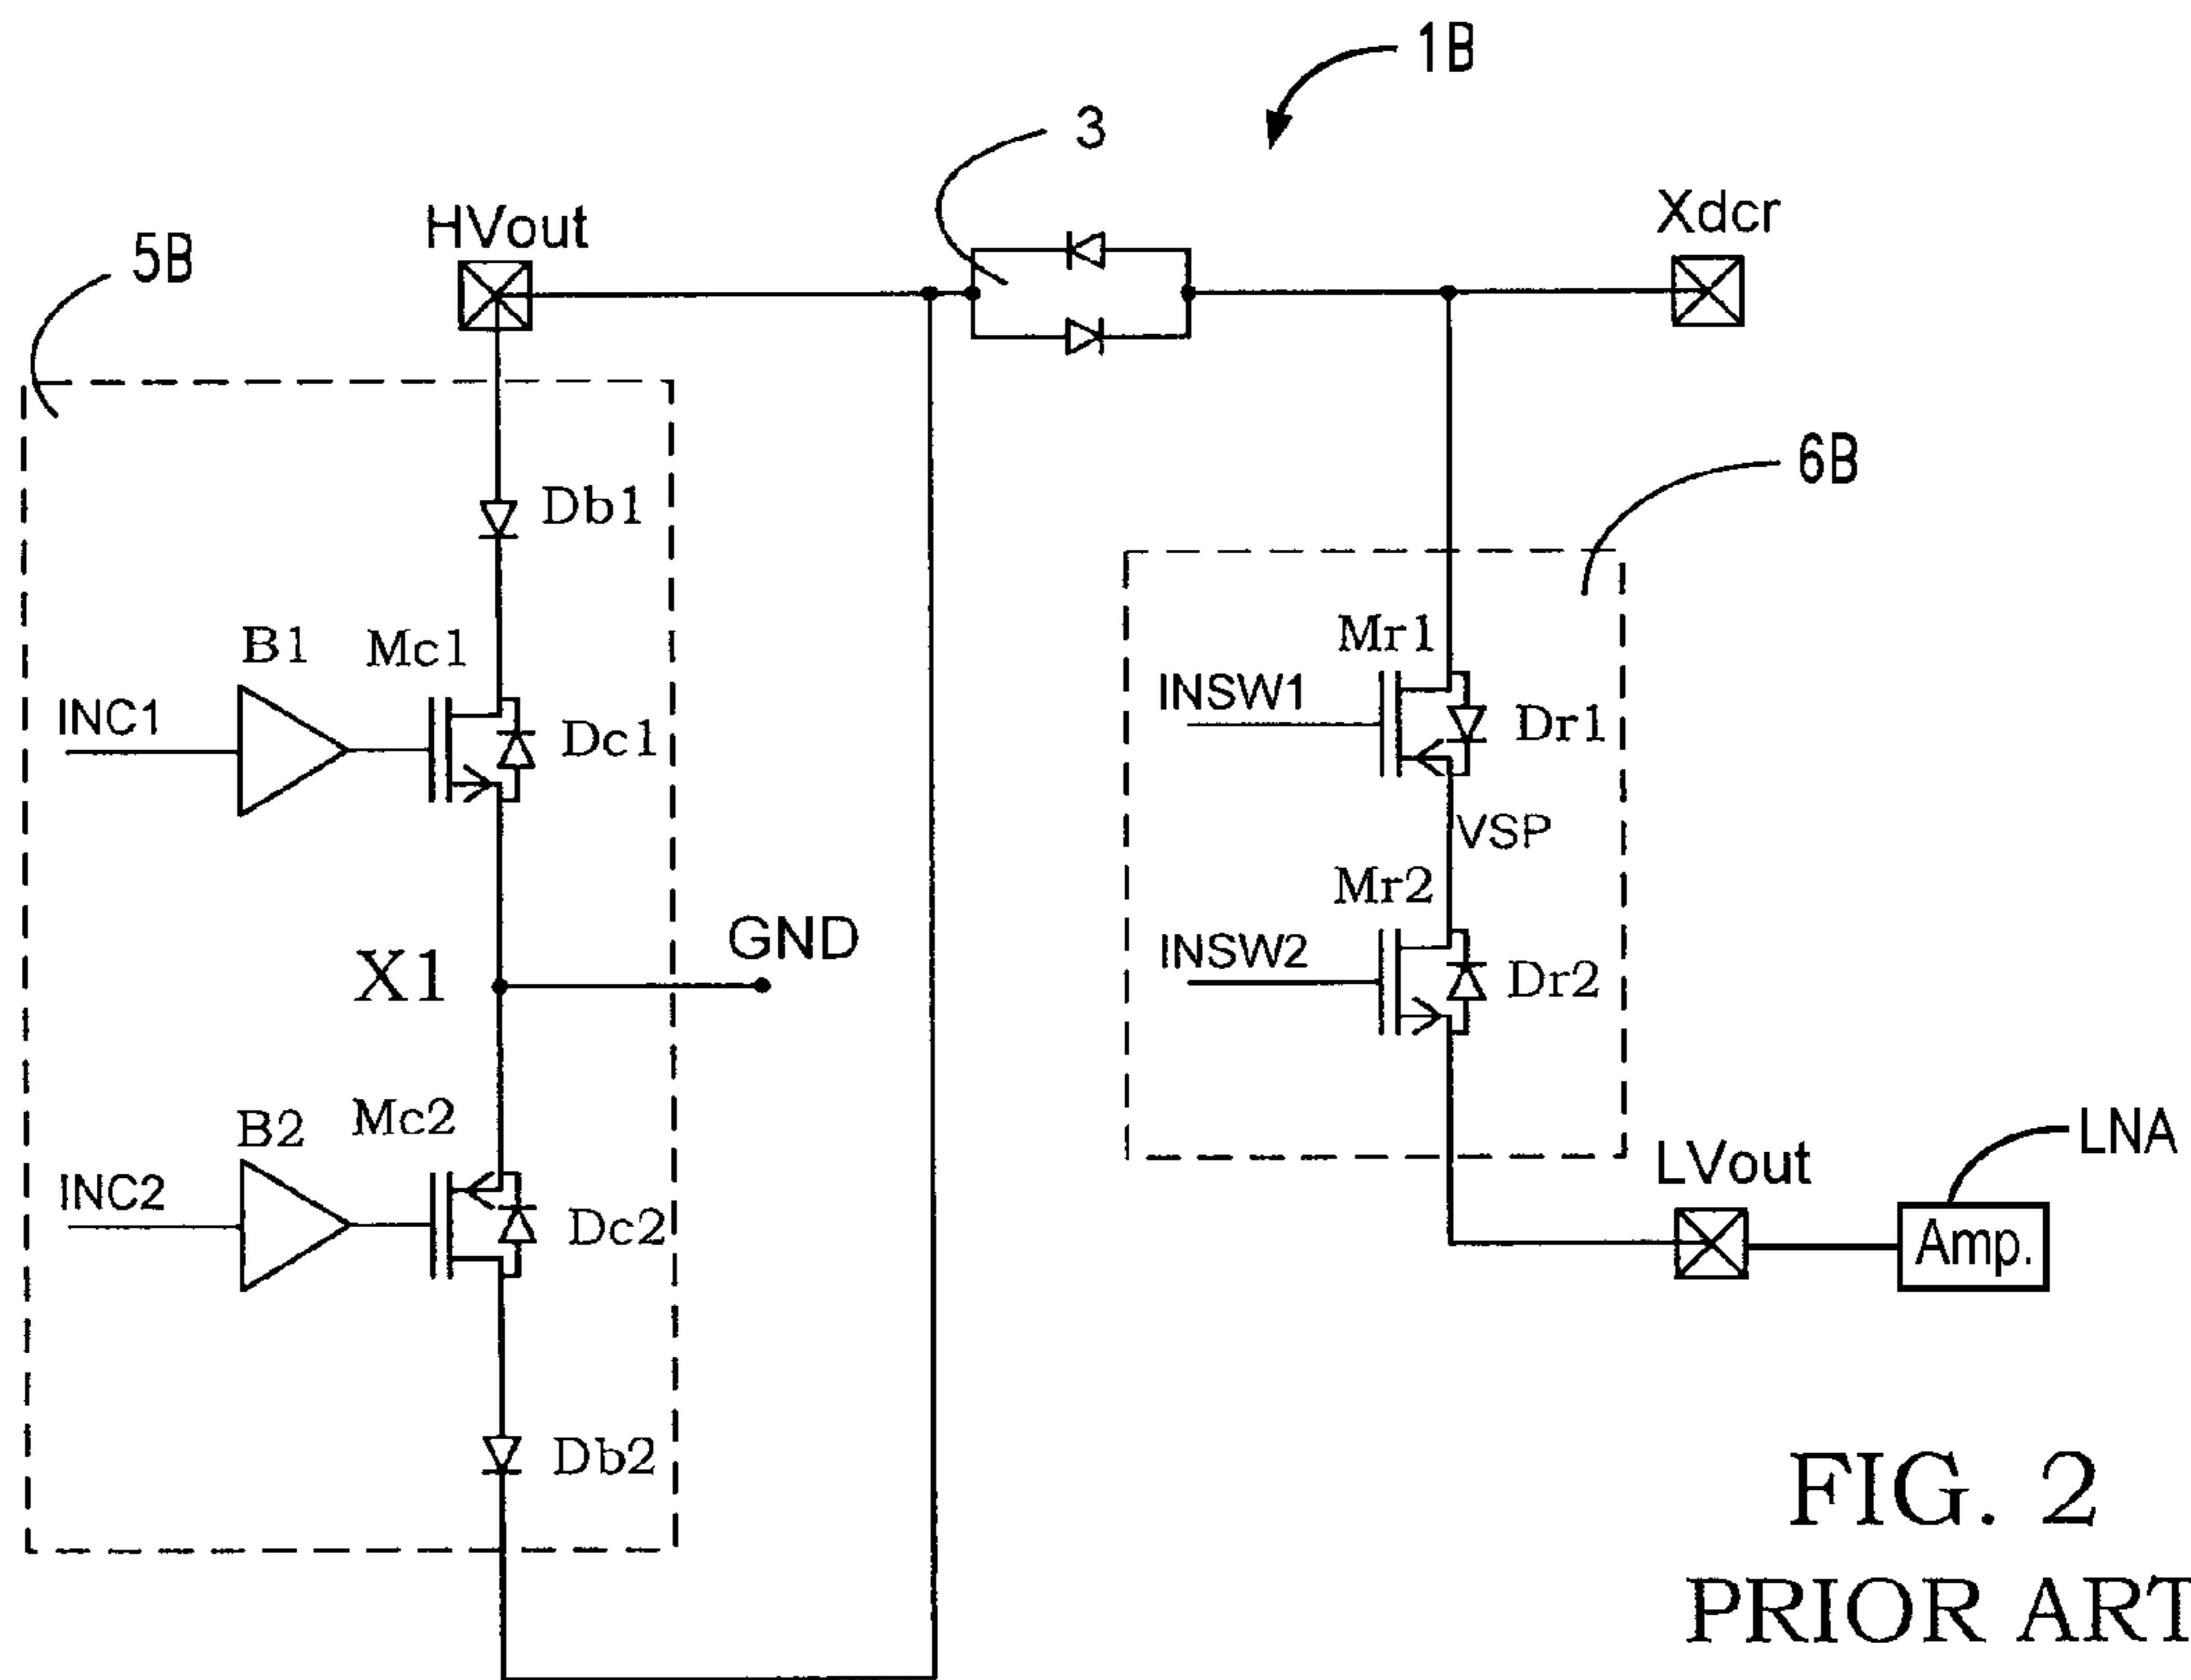 1B
3
Xdcr
HVout
5B
Db1
6B
Mr1
B1
Mc1
INSW1
INC1
Dr1
Dc1
VSP
Mr2
GND
INSW2
X1
Dr2
Mc2
B2
LNA
LVout
INC2
Dc2
Amp.
Db2
FIG. 2
PRIOR ART